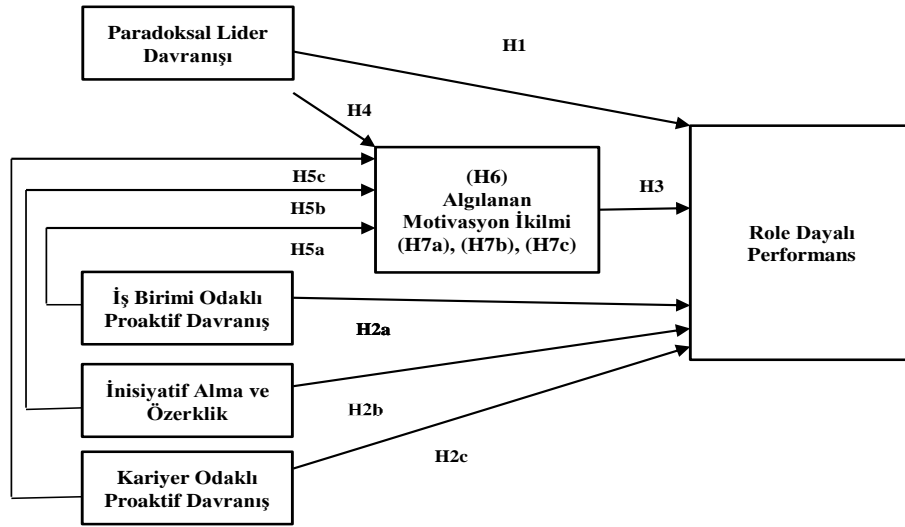 Paradoksal Lider
Davranışı
H1
H4
(H6)
Algılanan
Motivasyon İkilmi
(H7a), (H7b), (H7c)
H3
H5c
H5b
H5a
Role Dayalı
Performans
İş Birimi Odaklı
Proaktif Davranış
H2a
İnisiyatif Alma ve
Özerklik
H2b
Kariyer Odaklı
Proaktif Davranış
H2c